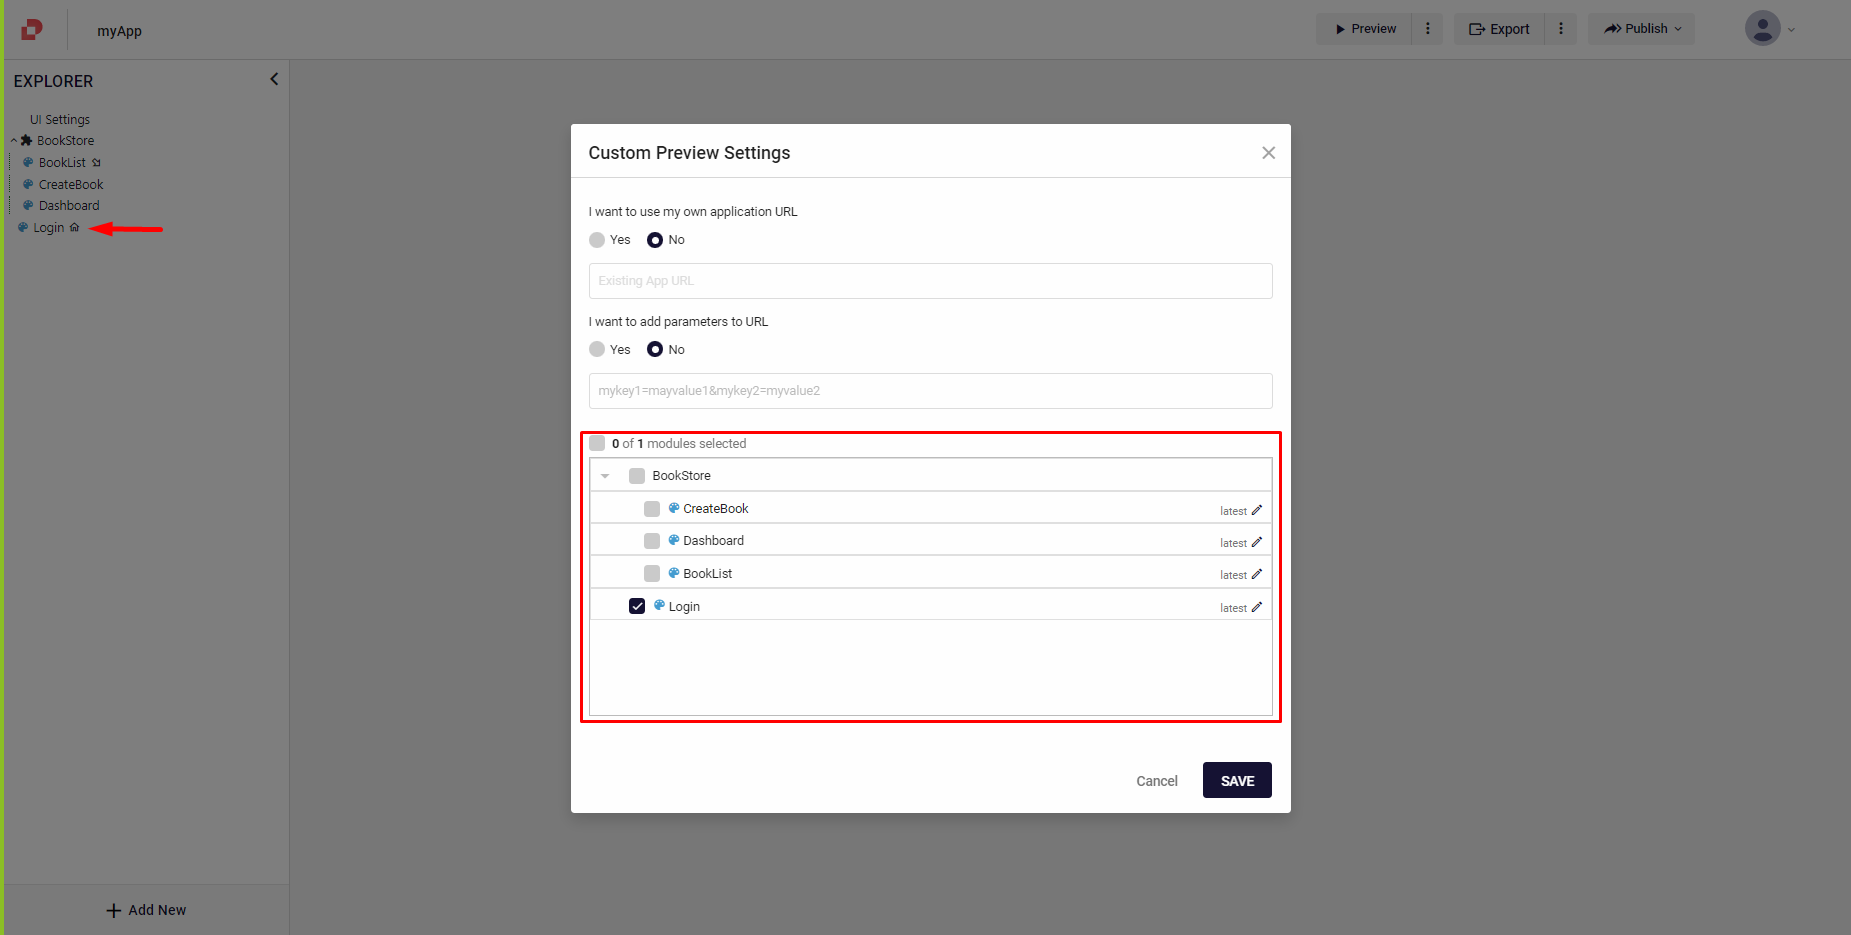 myApp
Preview
Export
Publish
EXPLORER
UI Settings
BookStore
BookList
CreateBook
Dashboard
Login
Add New
Custom Preview Settings
I want to use my own application URL
Yes No
Existing App URL
I want to add parameters to URL
Yes No
mykey1=mayvalue1&mykey2=myvalue2
0 of 1 modules selected
BookStore
CreateBook latest
Dashboard latest
BookList latest
Login latest
Cancel SAVE